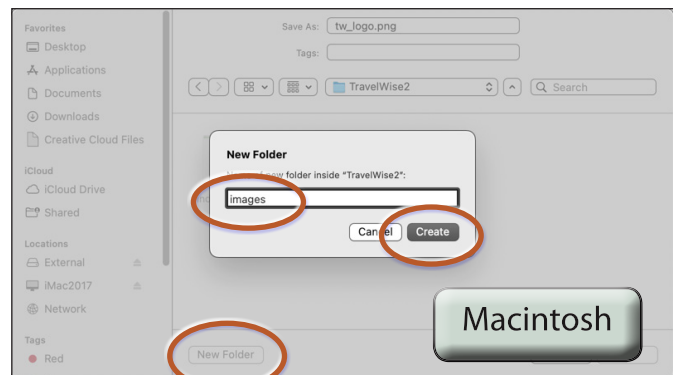 Favorites
Desktop
Applications
Documents
Downloads
Creative Cloud Files
iCloud
iCloud Drive
Shared
Locations
External
iMac2017
Network
Tags
Red
Save As: tw_logo.png
Tags:
TravelWise2
Search
New Folder
new folder inside “TravelWise2”:
images
Cancel Create
Macintosh
New Folder